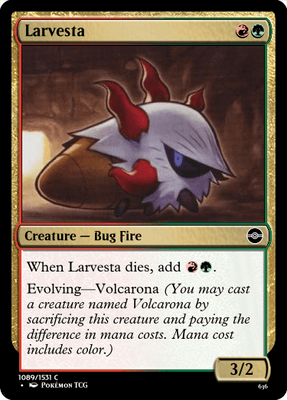 Larvesta
Creature — Bug Fire
When Larvesta dies, add.
Evolving—Volcarona (You may cast
a creature named Volcarona by
sacrificing this creature and paying the
difference in mana costs. Mana cost
includes color.)
3/2
1089/1531 C
• Pokémon TCG
636